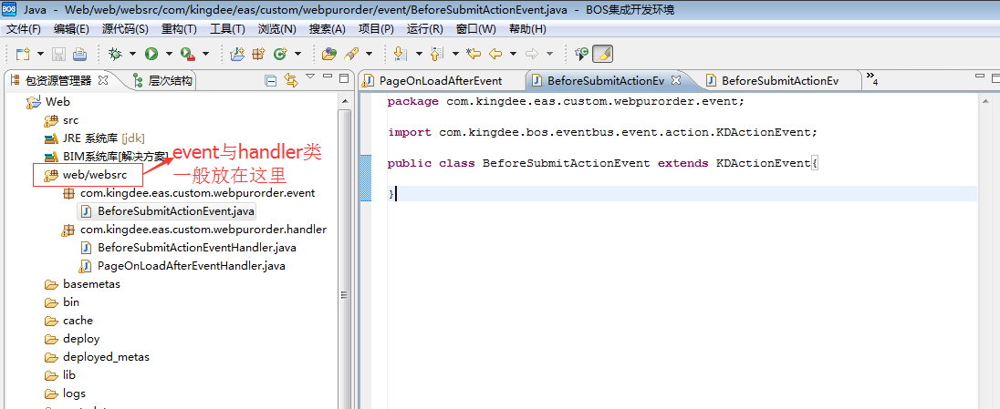 BOS Java - Web/web/websrc/com/kingdee/eas/custom/webpurorder/event/BeforeSubmitActionEvent.java - BOS集成开发环境
文件(F) 编辑(E) 源代码(S) 重构(T) 工具(T) 浏览(N) 搜索(A) 项目(P) 运行(R) 窗口(W) 帮助(H)
包资源管理器 层次结构
Web
src
JRE 系统库 [jdk]
BIM系统库[解决方案]
web/websrc
com.kingdee.eas.custom.webpurorder.event
BeforeSubmitActionEvent.java
com.kingdee.eas.custom.webpurorder.handler
BeforeSubmitActionEventHandler.java
PageOnLoadAfterEventHandler.java
basemetas
bin
cache
deploy
deployed_metas
lib
logs
event与handler类
一般放在这里
PageOnLoadAfterEvent BeforeSubmitActionEv BeforeSubmitActionEv »4
package com.kingdee.eas.custom.webpurorder.event;
import com.kingdee.bos.eventbus.event.action.KDActionEvent;
public class BeforeSubmitActionEvent extends KDActionEvent{
}